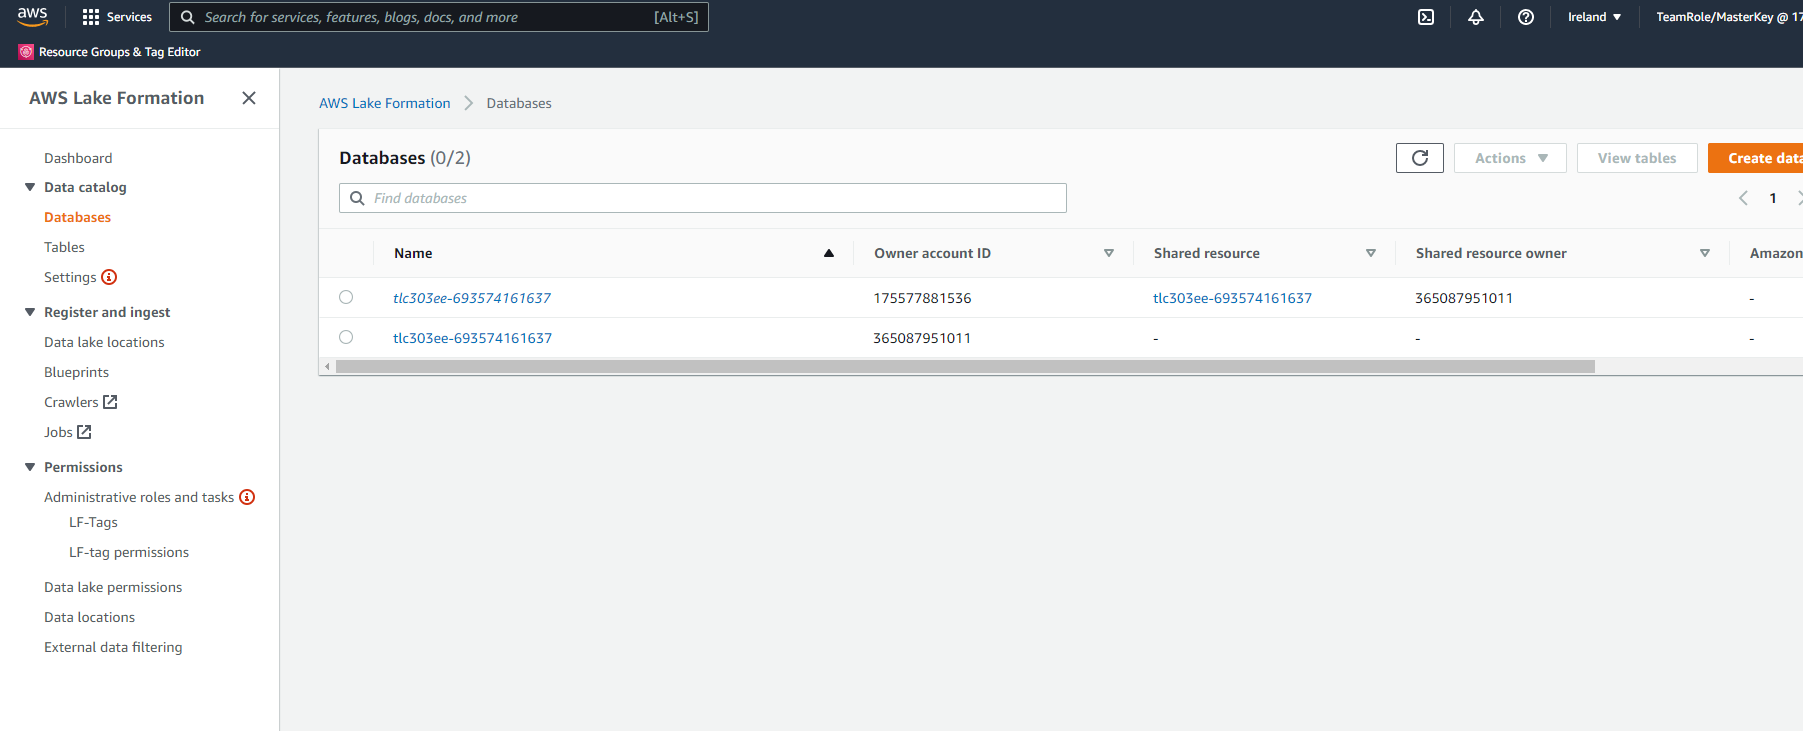 aws
Services
Search for services, features, blogs, docs, and more [Alt+S]
Ireland
TeamRole/MasterKey @ 17
Resource Groups & Tag Editor
AWS Lake Formation
Dashboard
Data catalog
Databases
Tables
Settings
Register and ingest
Data lake locations
Blueprints
Crawlers
Jobs
Permissions
Administrative roles and tasks
LF-Tags
LF-tag permissions
Data lake permissions
Data locations
External data filtering
AWS Lake Formation > Databases
Databases (0/2)
Actions
View tables
Create data
Find databases
1
Name Owner account ID Shared resource Shared resource owner Amazon
tlc303ee-693574161637 175577881536 tlc303ee-693574161637 365087951011 -
tlc303ee-693574161637 365087951011 - - -